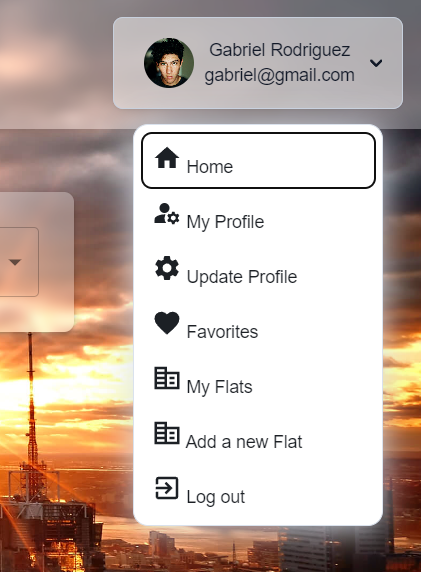 Gabriel Rodriguez
gabriel@gmail.com
Home
My Profile
Update Profile
Favorites
My Flats
Add a new Flat
Log out